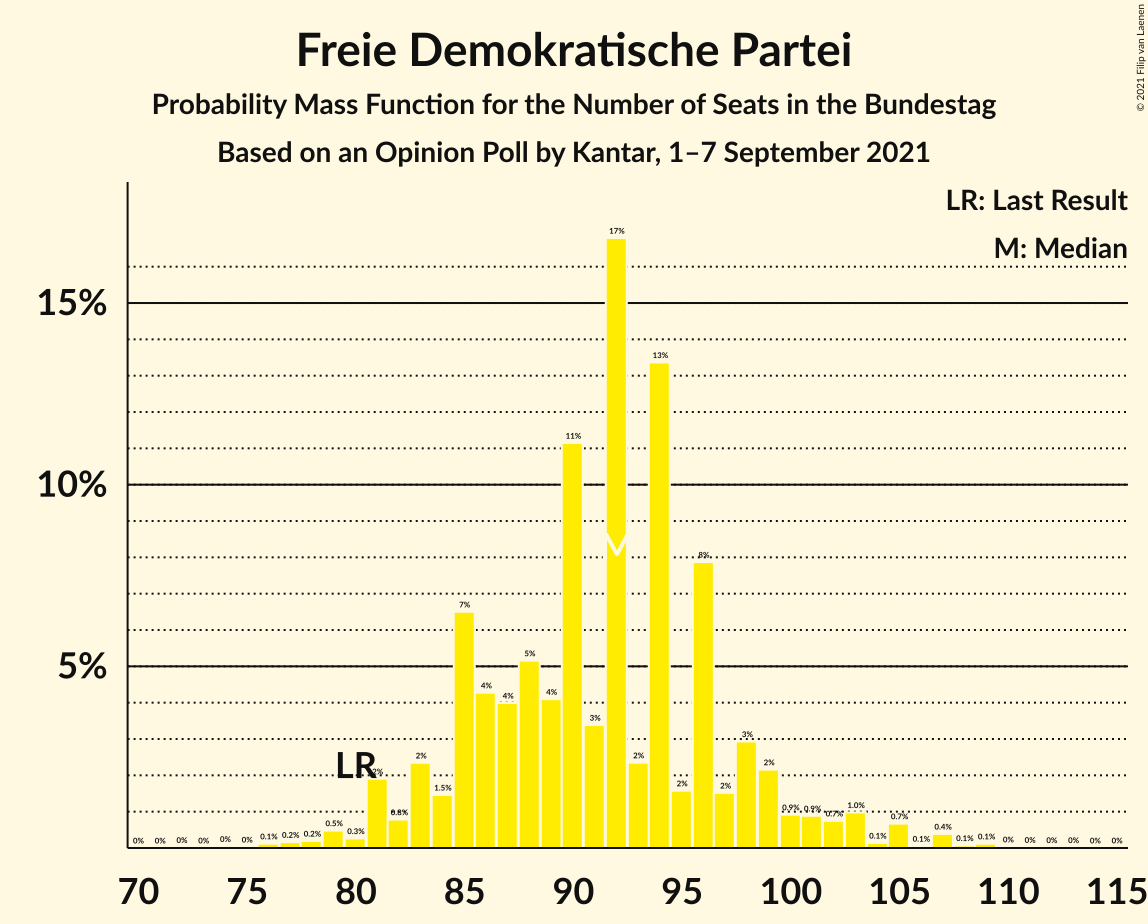 © 2021 Filip van Laenen
Freie Demokratische Partei
Probability Mass Function for the Number of Seats in the Bundestag
Based on an Opinion Poll by Kantar, 1–7 September 2021
LR: Last Result
M: Median
15%
10%
5%
LR
0% 0% 0% 0% 0% 0% 0.1% 0.2% 0.2% 0.5% 0.3% 2% 0.8% 2% 1.5% 7% 4% 4% 5% 4% 11% 3% 17% 2% 13% 2% 8% 2% 3% 2% 0.9% 0.9% 0.7% 1.0% 0.1% 0.7% 0.1% 0.4% 0.1% 0.1% 0% 0% 0% 0% 0% 0%
70 75 80 85 90 95 100 105 110 115